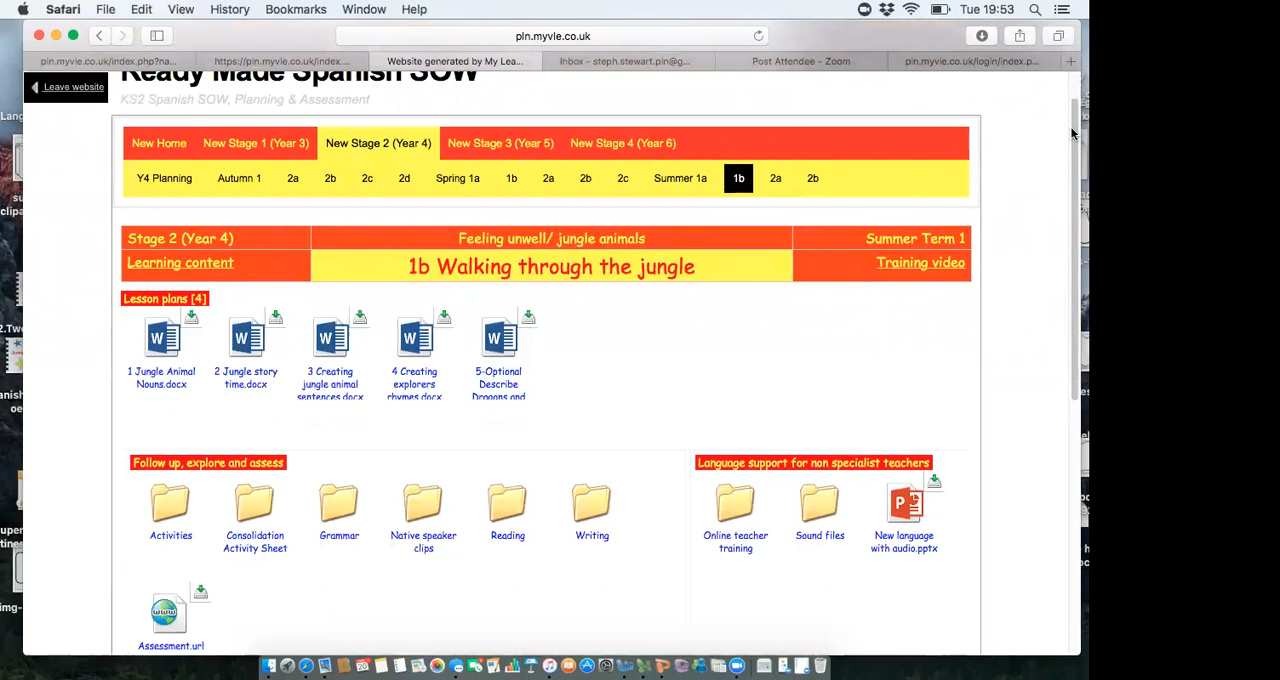 Safari File Edit View History Bookmarks Window Help Tue 19:53
pln.myvle.co.uk
pln.myvle.co.uk/index.php?na... https://pln.myvle.co.uk/index.... Website generated by My Lea... Inbox – steph.stewart.pln@g... Post Attendee – Zoom pln.myvle.co.uk/login/index.p...
Leave website
Ready Made Spanish SOW
KS2 Spanish SOW, Planning & Assessment
New Home New Stage 1 (Year 3) New Stage 2 (Year 4) New Stage 3 (Year 5) New Stage 4 (Year 6)
Y4 Planning Autumn 1 2a 2b 2c 2d Spring 1a 1b 2a 2b 2c Summer 1a 1b 2a 2b
Stage 2 (Year 4) Feeling unwell/ jungle animals Summer Term 1
Learning content 1b Walking through the jungle Training video
Lesson plans [4]
1 Jungle Animal Nouns.docx
2 Jungle story time.docx
3 Creating jungle animal sentences.docx
4 Creating explorers rhymes.docx
5-Optional Describe Dragons and
Follow up, explore and assess
Language support for non specialist teachers
Activities
Consolidation Activity Sheet
Grammar
Native speaker clips
Reading
Writing
Online teacher training
Sound files
New language with audio.pptx
Assessment.url